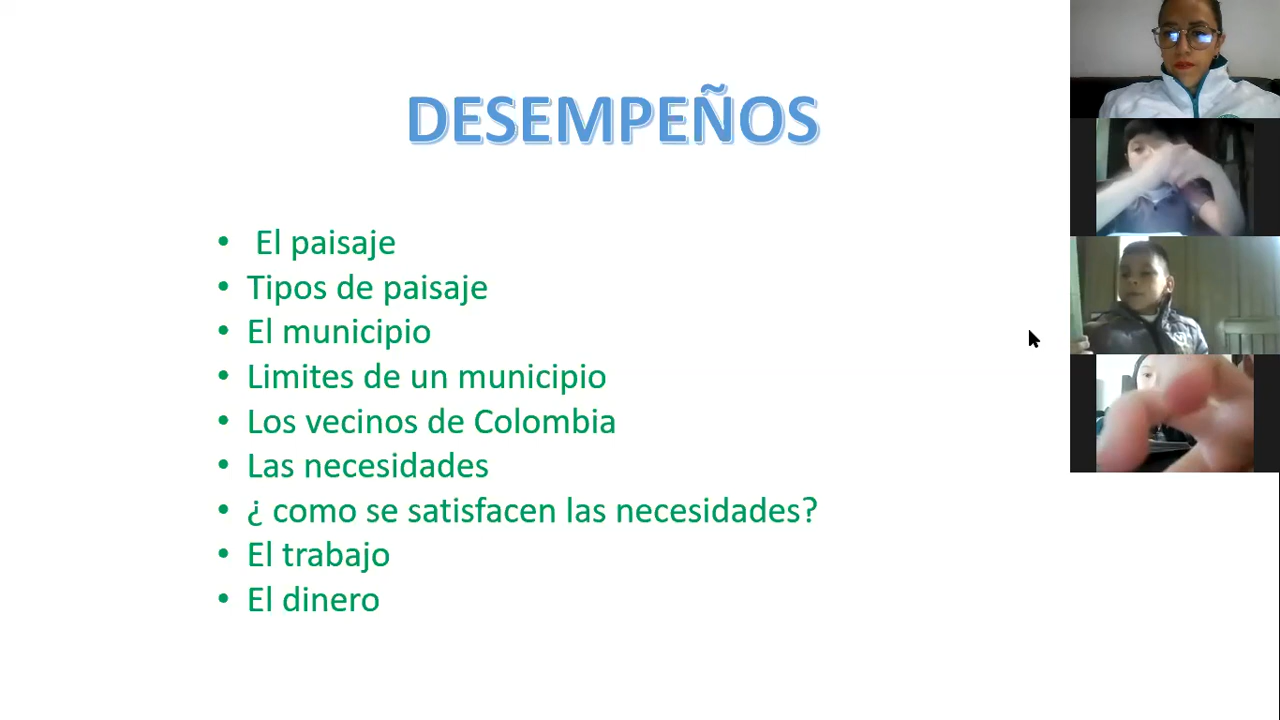 DESEMPEÑOS
• El paisaje
• Tipos de paisaje
• El municipio
• Limites de un municipio
• Los vecinos de Colombia
• Las necesidades
• ¿ como se satisfacen las necesidades?
• El trabajo
• El dinero